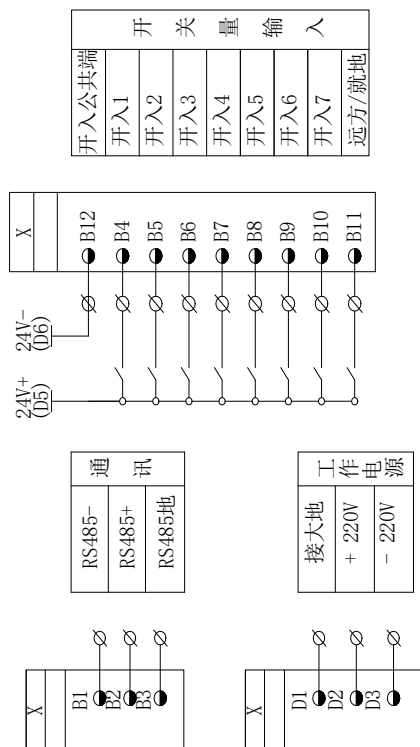 开关量输入
开入公共端
开入1
开入2
开入3
开入4
开入5
开入6
开入7
远方/就地
X
B12
B4
B5
B6
B7
B8
B9
B10
B11
24V-
(D6)
24V+
(D5)
通讯
RS485-
RS485+
RS485地
工作电源
接大地
+ 220V
- 220V
X
B1
B2
B3
X
D1
D2
D3